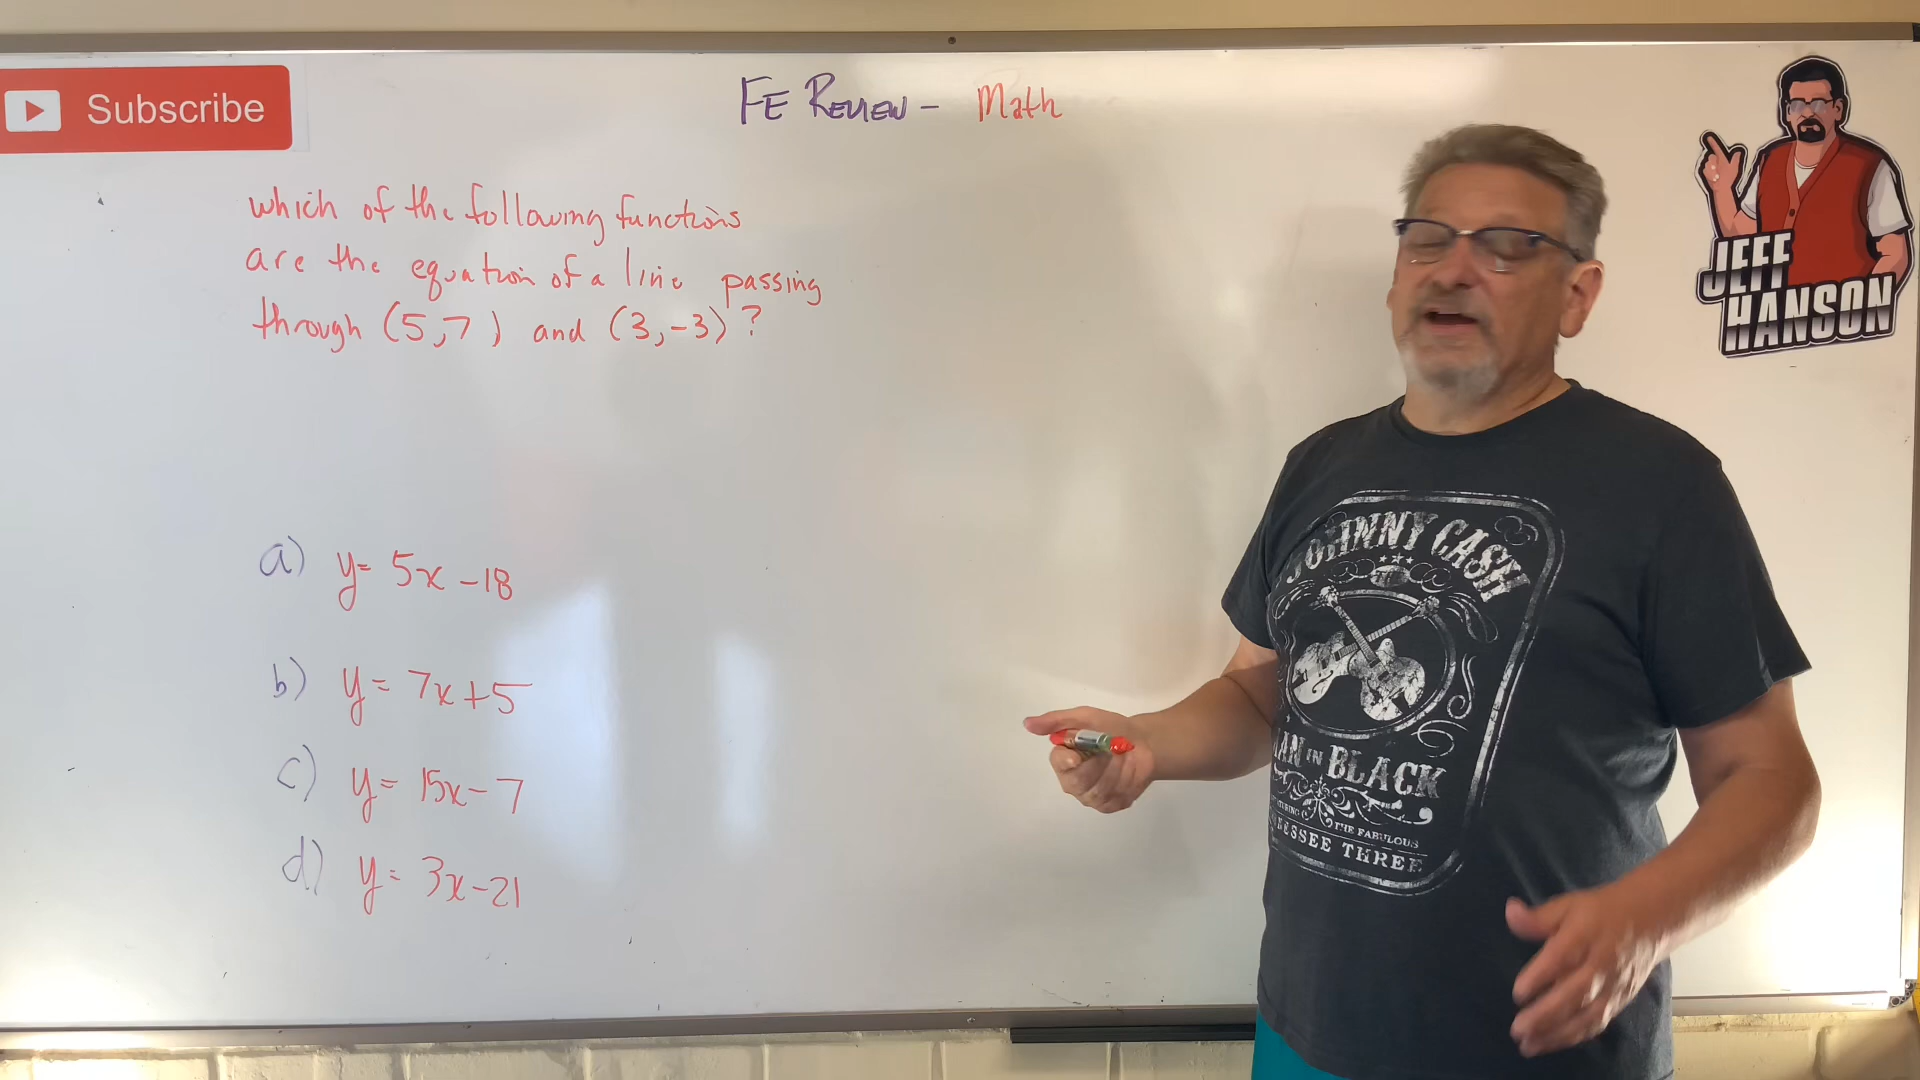 Subscribe
FE REVIEW - Math
JEFF
HANSON
which of the following functions
are the equation of a line passing
through (5,7) and (3,-3)?
a) y= 5x -18
b) y= 7x+5
c) y= 15x-7
d) y= 3x-21
JOHNNY CASH
MAN IN BLACK
THE FABULOUS
TENNESSEE THREE